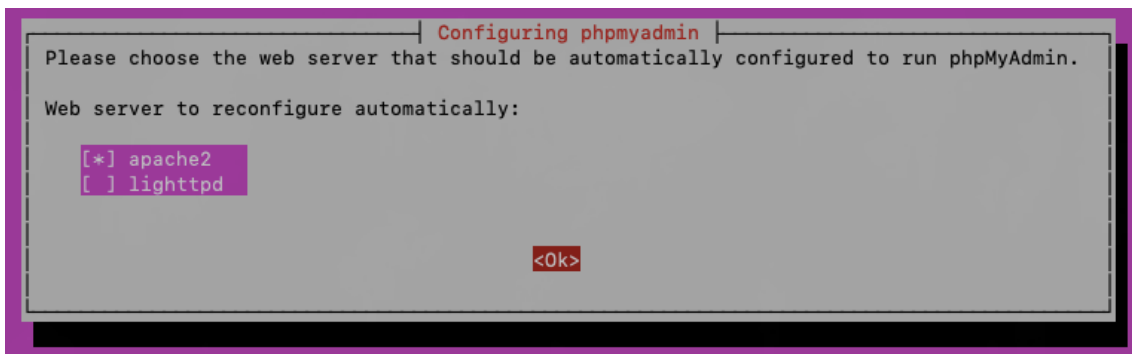 Configuring phpmyadmin
Please choose the web server that should be automatically configured to run phpMyAdmin.
Web server to reconfigure automatically:
[*] apache2
[ ] lighttpd
<Ok>